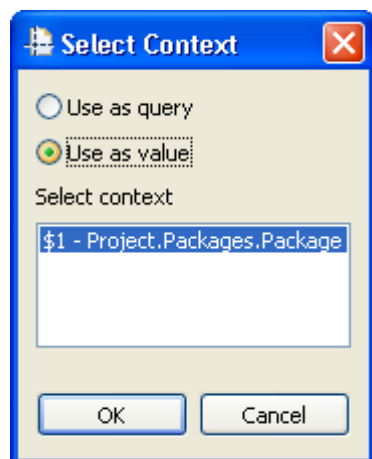 Select Context
Use as query
Use as value
Select context
$1 - Project.Packages.Package
OK
Cancel